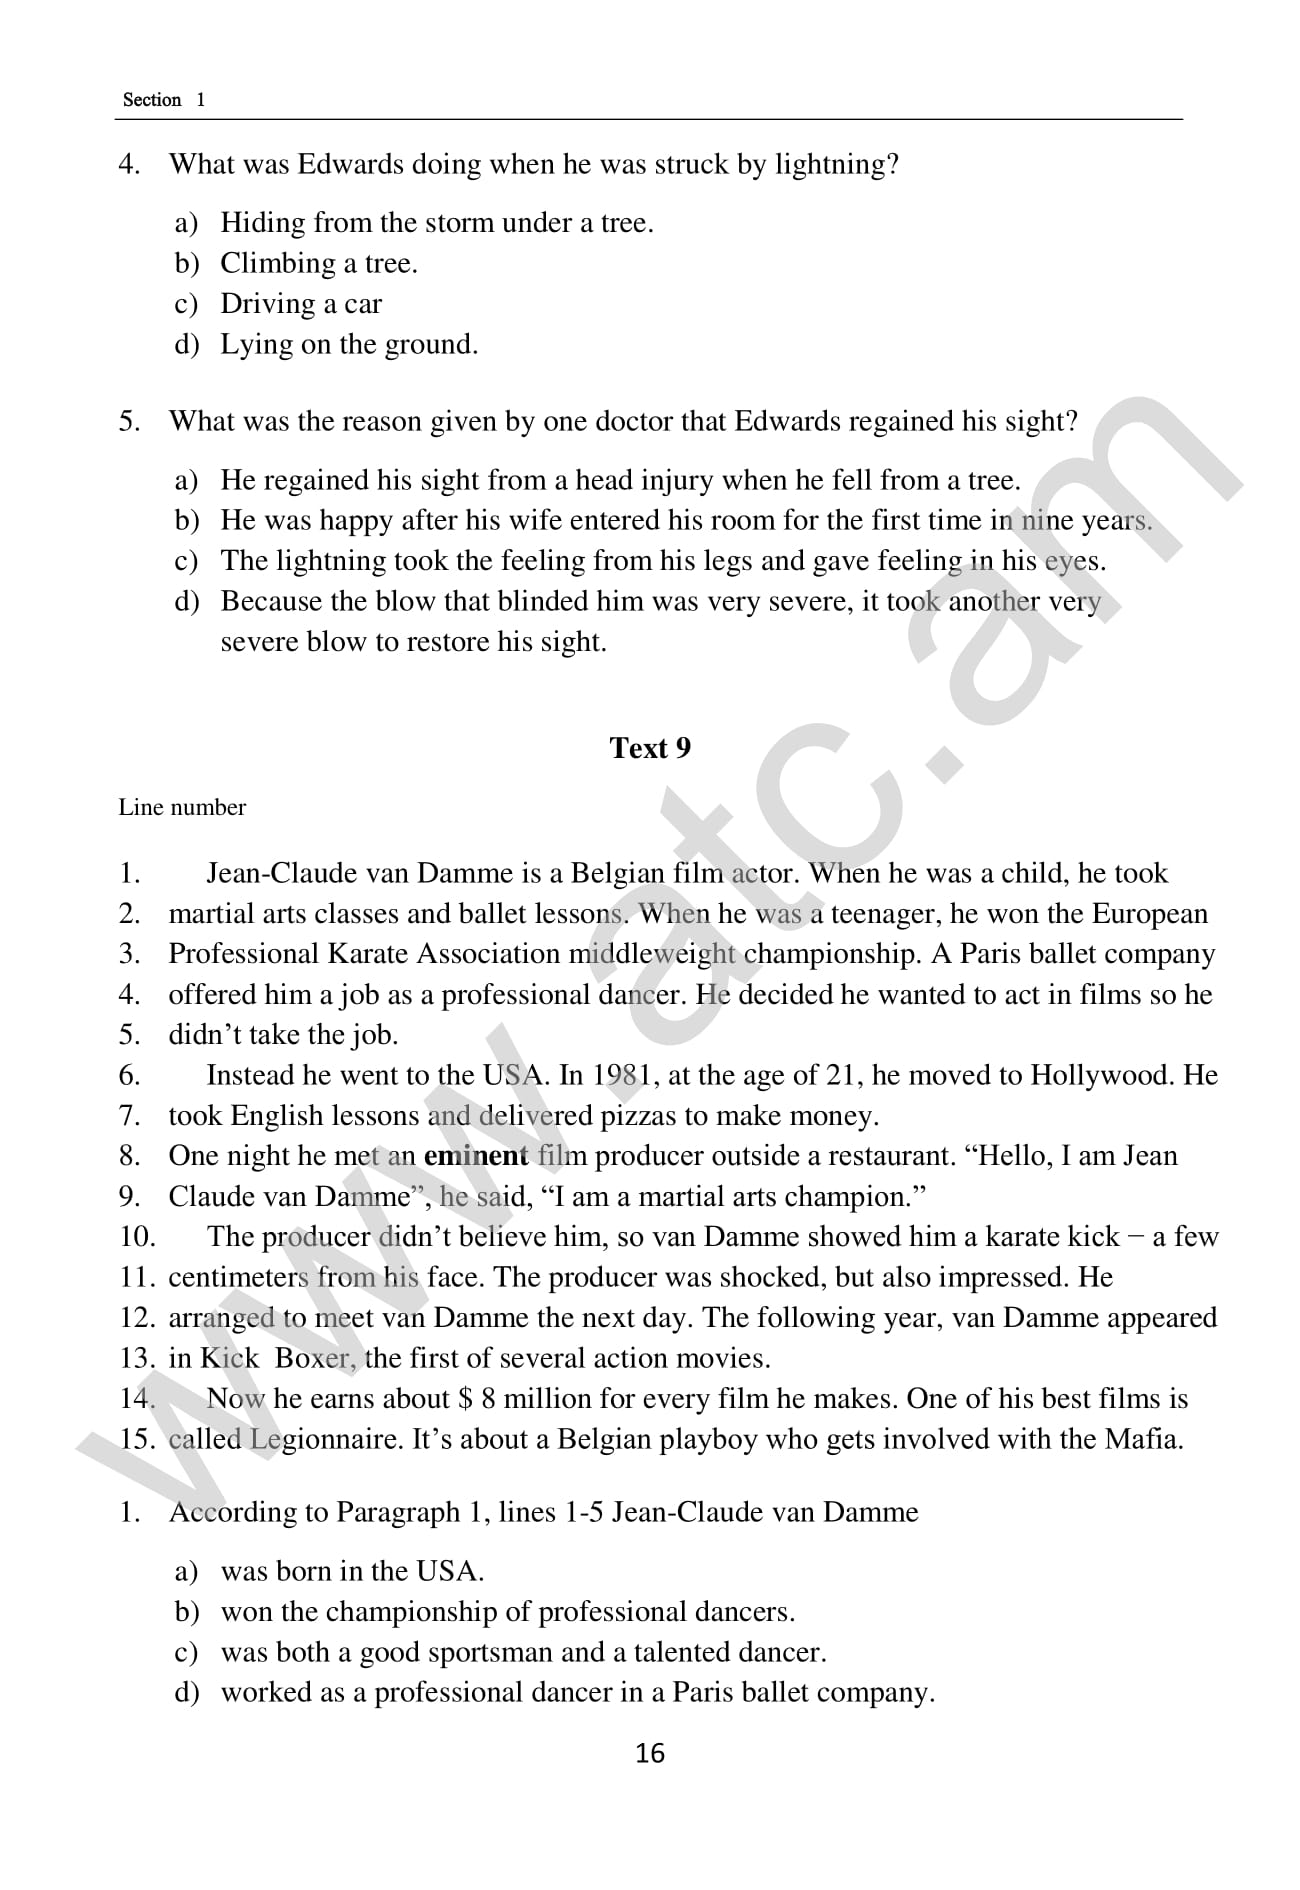 Section 1
4. What was Edwards doing when he was struck by lightning?
a) Hiding from the storm under a tree.
b) Climbing a tree.
c) Driving a car
d) Lying on the ground.
5. What was the reason given by one doctor that Edwards regained his sight?
a) He regained his sight from a head injury when he fell from a tree.
b) He was happy after his wife entered his room for the first time in nine years.
c) The lightning took the feeling from his legs and gave feeling in his eyes.
d) Because the blow that blinded him was very severe, it took another very
severe blow to restore his sight.
Text 9
Line number
1. Jean-Claude van Damme is a Belgian film actor. When he was a child, he took
2. martial arts classes and ballet lessons. When he was a teenager, he won the European
3. Professional Karate Association middleweight championship. A Paris ballet company
4. offered him a job as a professional dancer. He decided he wanted to act in films so he
5. didn’t take the job.
6. Instead he went to the USA. In 1981, at the age of 21, he moved to Hollywood. He
7. took English lessons and delivered pizzas to make money.
8. One night he met an eminent film producer outside a restaurant. “Hello, I am Jean
9. Claude van Damme”, he said, “I am a martial arts champion.”
10. The producer didn’t believe him, so van Damme showed him a karate kick – a few
11. centimeters from his face. The producer was shocked, but also impressed. He
12. arranged to meet van Damme the next day. The following year, van Damme appeared
13. in Kick Boxer, the first of several action movies.
14. Now he earns about $ 8 million for every film he makes. One of his best films is
15. called Legionnaire. It’s about a Belgian playboy who gets involved with the Mafia.
1. According to Paragraph 1, lines 1-5 Jean-Claude van Damme
a) was born in the USA.
b) won the championship of professional dancers.
c) was both a good sportsman and a talented dancer.
d) worked as a professional dancer in a Paris ballet company.
16
www.atc.am